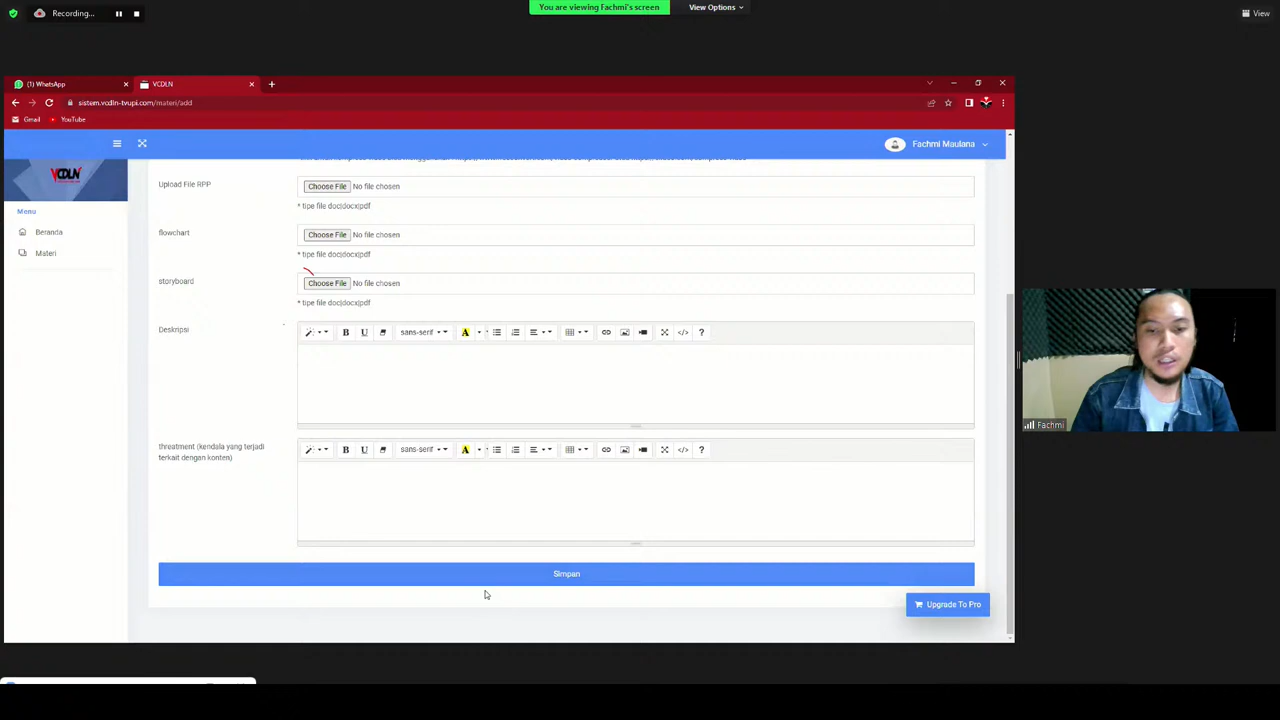 Recording...
You are viewing Fachmi's screen
View Options
View
(1) WhatsApp
VCDLN
sistem.vcdln-tvupi.com/materi/add
Gmail
YouTube
Fachmi Maulana
VCDLN
Menu
Beranda
Materi
Upload File RPP
Choose File No file chosen
* tipe file doc|docx|pdf
flowchart
Choose File No file chosen
* tipe file doc|docx|pdf
storyboard
Choose File No file chosen
* tipe file doc|docx|pdf
Deskripsi
B U sans-serif A </> ?
threatment (kendala yang terjadi
terkait dengan konten)
B U sans-serif A </> ?
Simpan
Upgrade To Pro
Fachmi